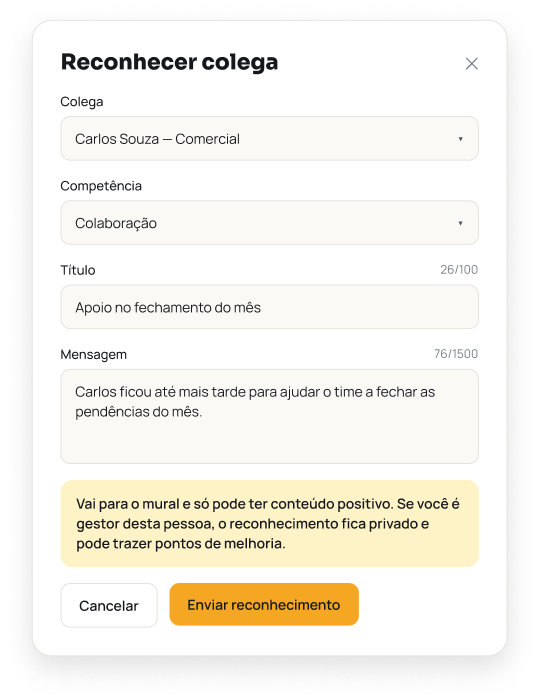 Reconhecer colega
Colega
Carlos Souza — Comercial
Competência
Colaboração
Título 26/100
Apoio no fechamento do mês
Mensagem 76/1500
Carlos ficou até mais tarde para ajudar o time a fechar as
pendências do mês.
Vai para o mural e só pode ter conteúdo positivo. Se você é
gestor desta pessoa, o reconhecimento fica privado e
pode trazer pontos de melhoria.
Cancelar Enviar reconhecimento